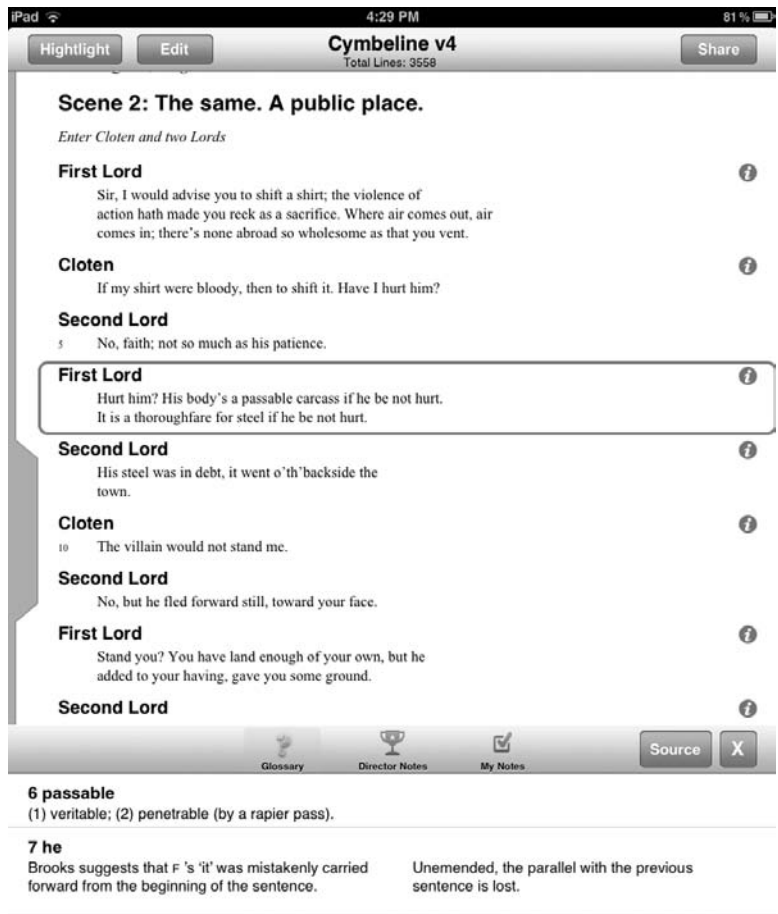 iPad 4:29 PM 81%
Hightlight Edit Cymbeline v4 Share
Total Lines: 3558
Scene 2: The same. A public place.
Enter Cloten and two Lords
First Lord
Sir, I would advise you to shift a shirt; the violence of
action hath made you reek as a sacrifice. Where air comes out, air
comes in; there's none abroad so wholesome as that you vent.
Cloten
If my shirt were bloody, then to shift it. Have I hurt him?
Second Lord
5 No, faith; not so much as his patience.
First Lord
Hurt him? His body's a passable carcass if he be not hurt.
It is a thoroughfare for steel if he be not hurt.
Second Lord
His steel was in debt, it went o'th'backside the
town.
Cloten
10 The villain would not stand me.
Second Lord
No, but he fled forward still, toward your face.
First Lord
Stand you? You have land enough of your own, but he
added to your having, gave you some ground.
Second Lord
Glossary Director Notes My Notes Source X
6 passable
(1) veritable; (2) penetrable (by a rapier pass).
7 he
Brooks suggests that F 's 'it' was mistakenly carried
forward from the beginning of the sentence.
Unemended, the parallel with the previous
sentence is lost.